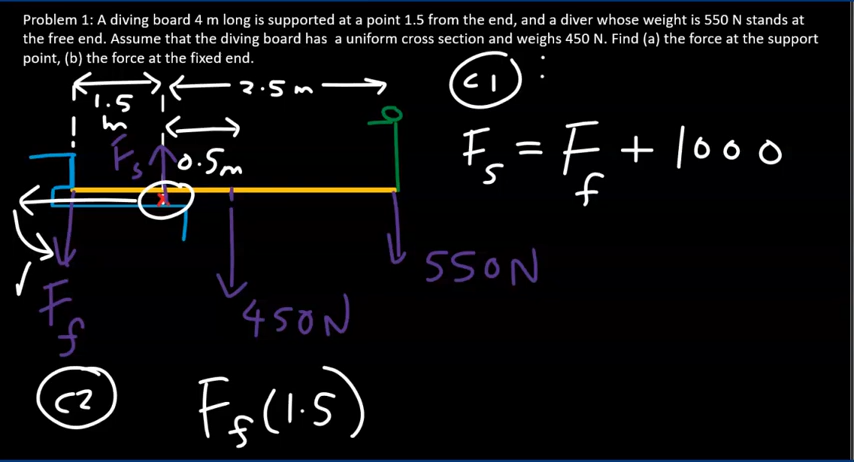 Problem 1: A diving board 4 m long is supported at a point 1.5 from the end, and a diver whose weight is 550 N stands at
the free end. Assume that the diving board has a uniform cross section and weighs 450 N. Find (a) the force at the support
point, (b) the force at the fixed end.
1.5
m
2.5 m
C1 :
Fs
0.5m
Fs = Ff + 1000
Ff
450N
550N
C2
Ff(1.5)